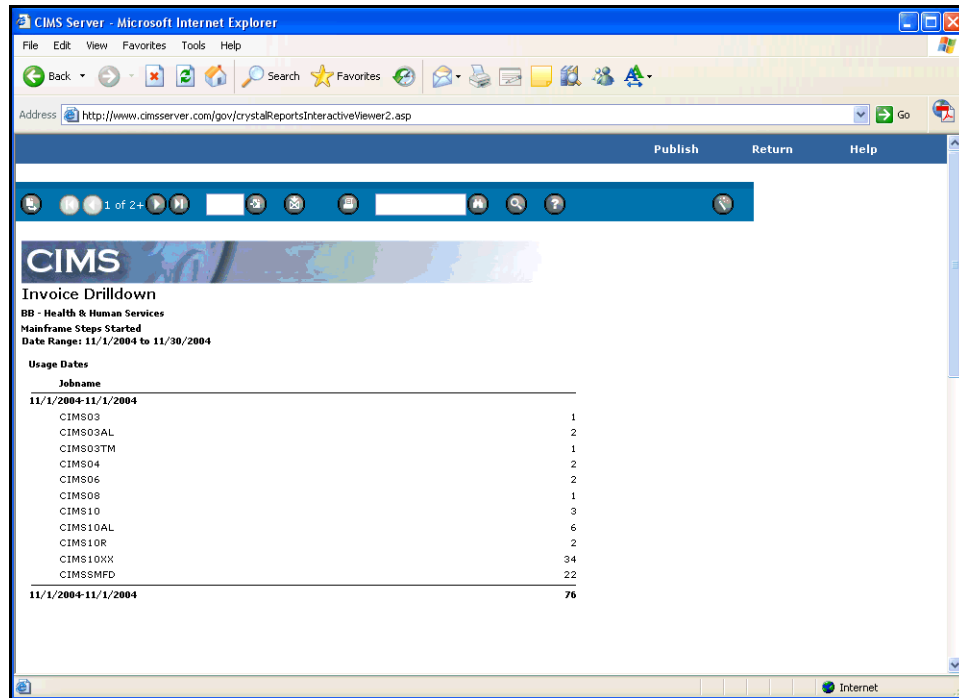 CIMS Server - Microsoft Internet Explorer
File Edit View Favorites Tools Help
Back Search Favorites
Address http://www.cimsserver.com/gov/crystalReportsInteractiveViewer2.asp Go
Publish Return Help
1 of 2+
CIMS
Invoice Drilldown
BB - Health & Human Services
Mainframe Steps Started
Date Range: 11/1/2004 to 11/30/2004
Usage Dates
Jobname
11/1/2004-11/1/2004
CIMS03 1
CIMS03AL 2
CIMS03TM 1
CIMS04 2
CIMS06 2
CIMS08 1
CIMS10 3
CIMS10AL 6
CIMS10R 2
CIMS10XX 34
CIMSSMFD 22
11/1/2004-11/1/2004 76
Internet